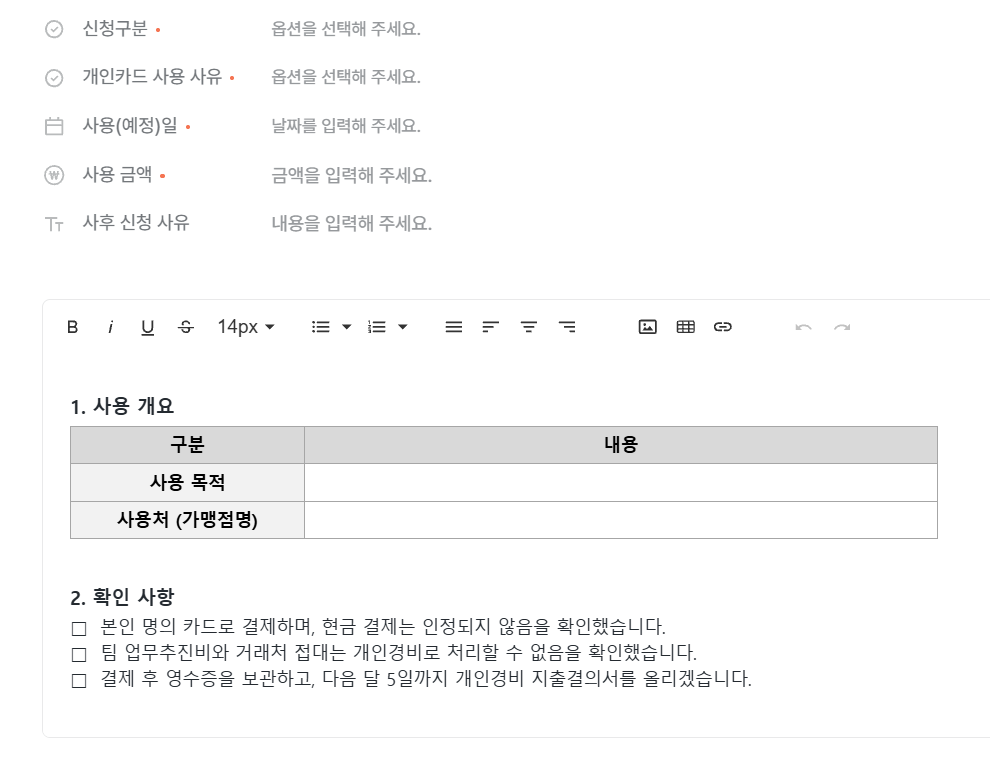 신청구분 • 옵션을 선택해 주세요.
개인카드 사용 사유 • 옵션을 선택해 주세요.
사용(예정)일 • 날짜를 입력해 주세요.
사용 금액 • 금액을 입력해 주세요.
사후 신청 사유 내용을 입력해 주세요.
B i U S 14px
1. 사용 개요
구분 내용
사용 목적
사용처 (가맹점명)
2. 확인 사항
□ 본인 명의 카드로 결제하며, 현금 결제는 인정되지 않음을 확인했습니다.
□ 팀 업무추진비와 거래처 접대는 개인경비로 처리할 수 없음을 확인했습니다.
□ 결제 후 영수증을 보관하고, 다음 달 5일까지 개인경비 지출결의서를 올리겠습니다.